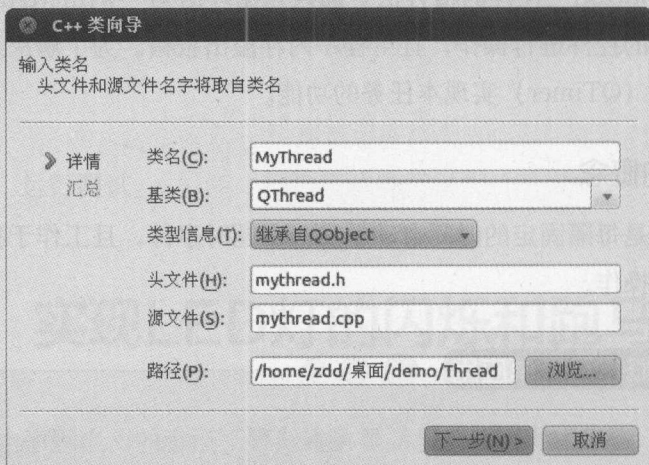 C++ 类向导
输入类名
头文件和源文件名字将取自类名
详情
汇总
类名(C):
MyThread
基类(B):
QThread
类型信息(T):
继承自QObject
头文件(H):
mythread.h
源文件(S):
mythread.cpp
路径(P):
/home/zdd/桌面/demo/Thread
浏览...
下一步(N) >
取消